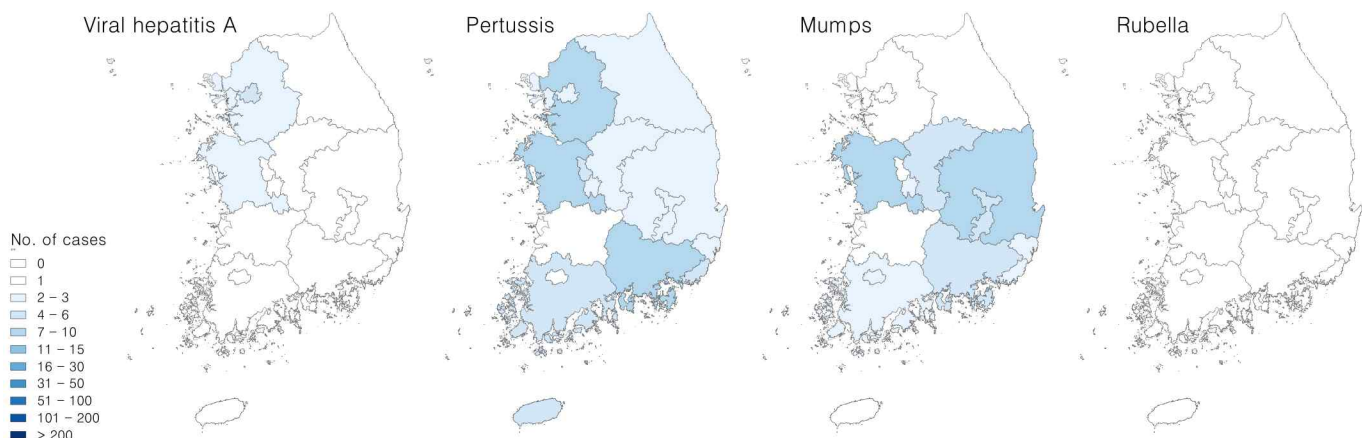 Viral hepatitis A
Pertussis
Mumps
Rubella
No. of cases
0
1
2 – 3
4 – 6
7 – 10
11 – 15
16 – 30
31 – 50
51 – 100
101 – 200
> 200